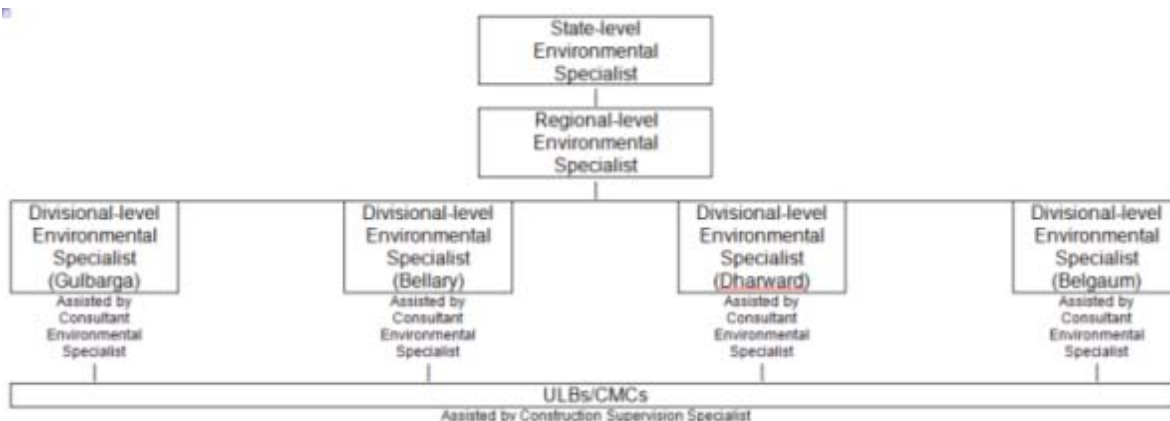 State-level
Environmental
Specialist
Regional-level
Environmental
Specialist
Divisional-level
Environmental
Specialist
(Gulbarga)
Assisted by
Consultant
Environmental
Specialist
Divisional-level
Environmental
Specialist
(Bellary)
Assisted by
Consultant
Environmental
Specialist
Divisional-level
Environmental
Specialist
(Dharward)
Assisted by
Consultant
Environmental
Specialist
Divisional-level
Environmental
Specialist
(Belgaum)
Assisted by
Consultant
Environmental
Specialist
ULBs/CMCs
Assisted by Construction Supervision Specialist